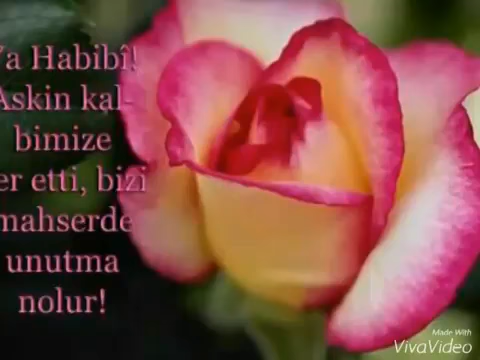 Ya Habibî!
Askin kal-
bimize
er etti, bizi
mahserde
unutma
nolur!
Made With
VivaVideo